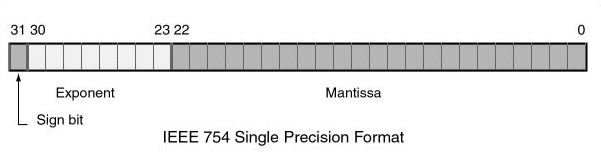 31 30 23 22 0
Exponent Mantissa
Sign bit
IEEE 754 Single Precision Format